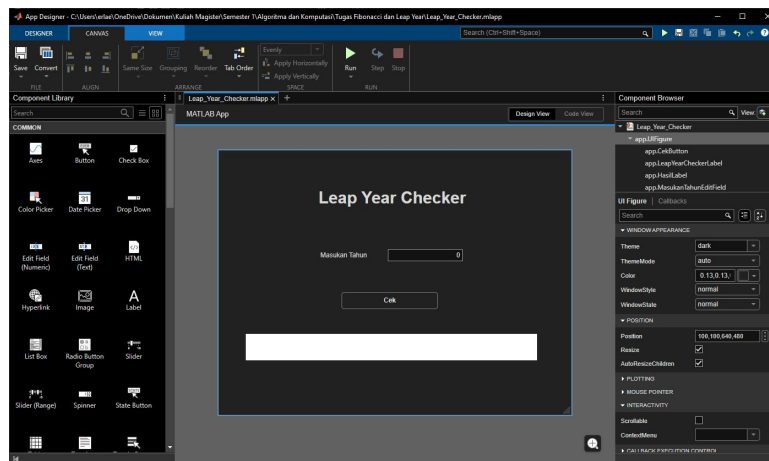 App Designer - C:\Users\erlae\OneDrive\Dokumen\Kuliah Magister\Semester 1\Algoritma dan Komputasi\Tugas Fibonacci dan Leap Year\Leap_Year_Checker.mlapp
DESIGNER CANVAS VIEW Search (Ctrl+Shift+Space)
Save Convert Same Size Grouping Reorder Tab Order Evenly Apply Horizontally Apply Vertically Run Step Stop
FILE ALIGN ARRANGE SPACE RUN
Component Library Leap_Year_Checker.mlapp × + Component Browser
Search MATLAB App Design View Code View Search View
COMMON
Leap_Year_Checker
app.UIFigure
app.CekButton
app.LeapYearCheckerLabel
app.HasilLabel
app.MasukanTahunEditField
Axes Button Check Box
Color Picker Date Picker Drop Down
Edit Field (Numeric) Edit Field (Text) HTML
Hyperlink Image Label
List Box Radio Button Group Slider
Slider (Range) Spinner State Button
Leap Year Checker
Masukan Tahun 0
Cek
UI Figure | Callbacks
Search
WINDOW APPEARANCE
Theme dark
ThemeMode auto
Color 0.13,0.13,
WindowStyle normal
WindowState normal
POSITION
Position 100,100,640,480
Resize
AutoResizeChildren
PLOTTING
MOUSE POINTER
INTERACTIVITY
Scrollable
ContextMenu
CALLBACK EXECUTION CONTROL